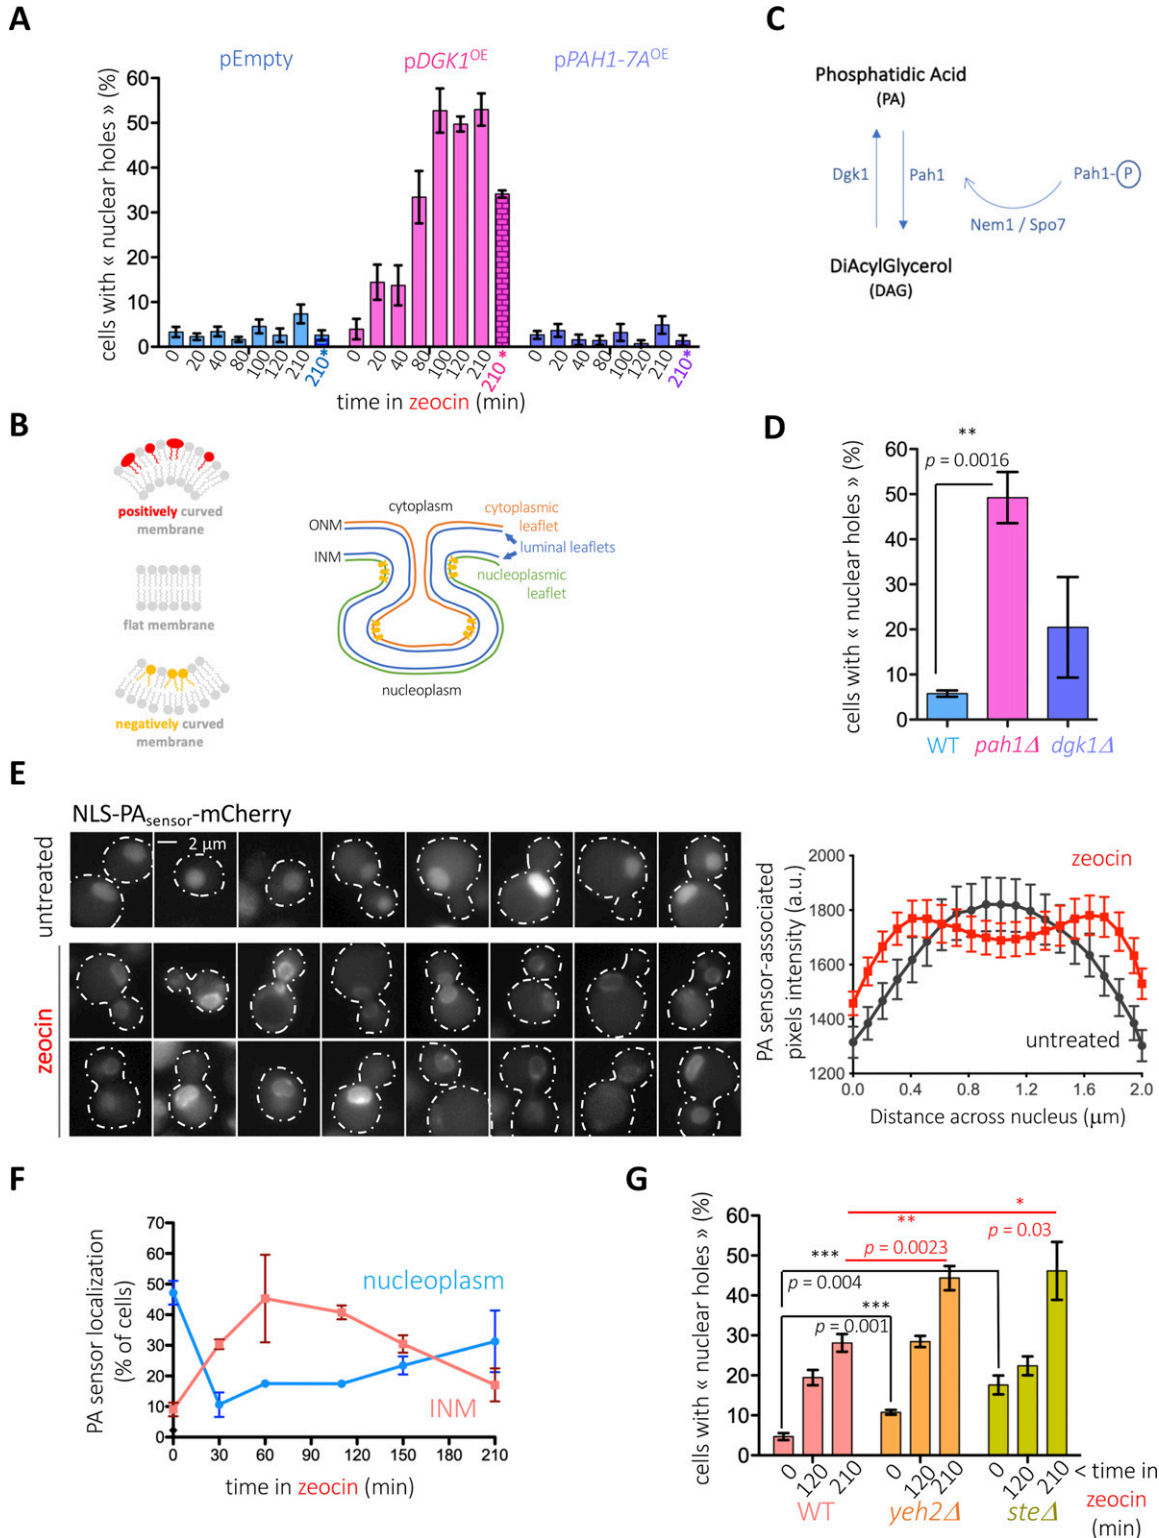 A
pEmpty
pDGK1OE
pPAH1-7AOE
cells with « nuclear holes » (%)
60
50
40
30
20
10
0
0 20 40 80 100 120 210 210*
0 20 40 80 100 120 210 210*
0 20 40 80 100 120 210 210*
time in zeocin (min)
C
Phosphatidic Acid
(PA)
Dgk1
Pah1
Pah1-P
Nem1 / Spo7
DiAcylGlycerol
(DAG)
B
positively curved
membrane
flat membrane
negatively curved
membrane
cytoplasm
ONM
INM
cytoplasmic
leaflet
luminal leaflets
nucleoplasmic
leaflet
nucleoplasm
D
**
p = 0.0016
cells with « nuclear holes » (%)
60
50
40
30
20
10
0
WT
pah1Δ
dgk1Δ
E
NLS-PAsensor-mCherry
untreated
2 μm
zeocin
PA sensor-associated
pixels intensity (a.u.)
2000
1800
1600
1400
1200
zeocin
untreated
0.0 0.4 0.8 1.2 1.6 2.0
Distance across nucleus (μm)
F
PA sensor localization
(% of cells)
70
60
50
40
30
20
10
0
nucleoplasm
INM
0 30 60 90 110 150 180 210
time in zeocin (min)
G
cells with « nuclear holes » (%)
60
50
40
30
20
10
0
*
**
p = 0.03
p = 0.0023
***
p = 0.004
***
p = 0.001
0 120 210
0 120 210
0 120 210
< time in
zeocin
(min)
WT
yeh2Δ
steΔ